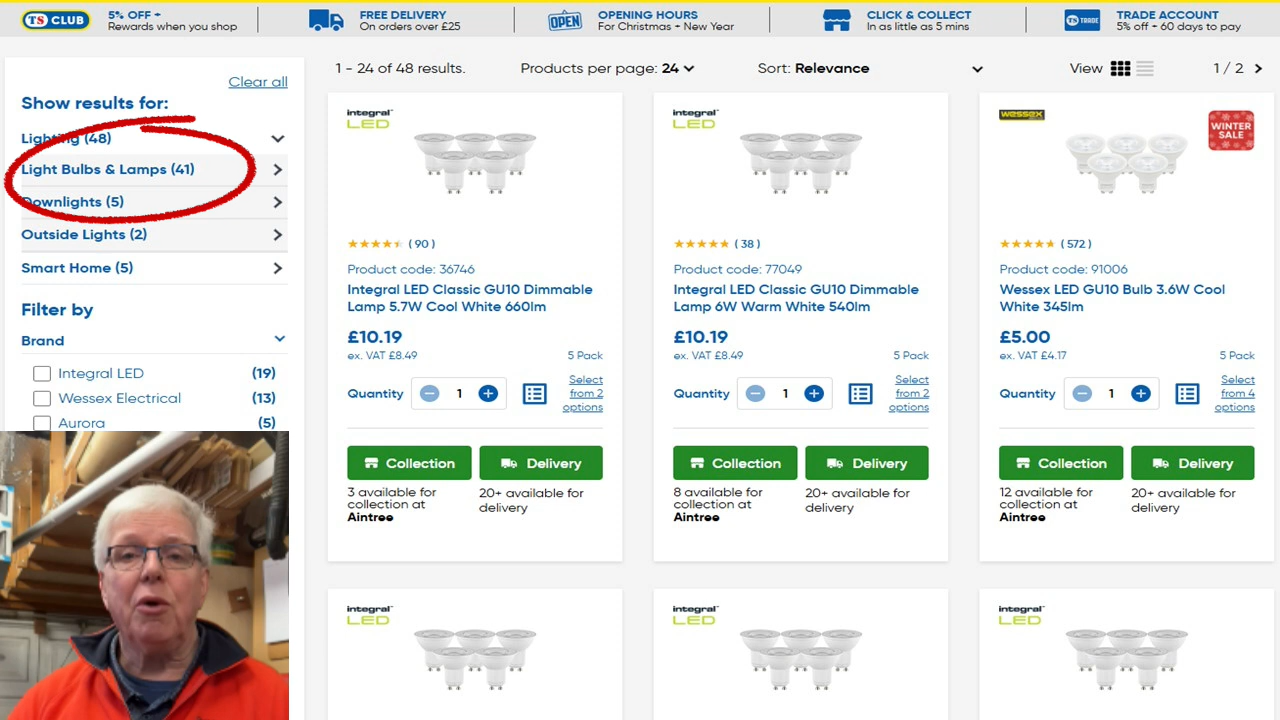 TS CLUB
5% OFF +
Rewards when you shop
FREE DELIVERY
On orders over £25
OPEN
OPENING HOURS
For Christmas + New Year
CLICK & COLLECT
In as little as 5 mins
TS TRADE
TRADE ACCOUNT
5% off + 60 days to pay
Clear all
Show results for:
Lighting (48)
Light Bulbs & Lamps (41)
Downlights (5)
Outside Lights (2)
Smart Home (5)
Filter by
Brand
Integral LED (19)
Wessex Electrical (13)
Aurora (5)
1 - 24 of 48 results.
Products per page: 24
Sort: Relevance
View
1 / 2
integral LED
★★★★★ ( 90 )
Product code: 36746
Integral LED Classic GU10 Dimmable
Lamp 5.7W Cool White 660lm
£10.19
ex. VAT £8.49
5 Pack
Quantity
1
Select
from 2
options
Collection
Delivery
3 available for
collection at
Aintree
20+ available for
delivery
integral LED
★★★★★ ( 38 )
Product code: 77049
Integral LED Classic GU10 Dimmable
Lamp 6W Warm White 540lm
£10.19
ex. VAT £8.49
5 Pack
Quantity
1
Select
from 2
options
Collection
Delivery
8 available for
collection at
Aintree
20+ available for
delivery
Wessex
WINTER
SALE
★★★★★ ( 572 )
Product code: 91006
Wessex LED GU10 Bulb 3.6W Cool
White 345lm
£5.00
ex. VAT £4.17
5 Pack
Quantity
1
Select
from 4
options
Collection
Delivery
12 available for
collection at
Aintree
20+ available for
delivery
integral LED
integral LED
integral LED